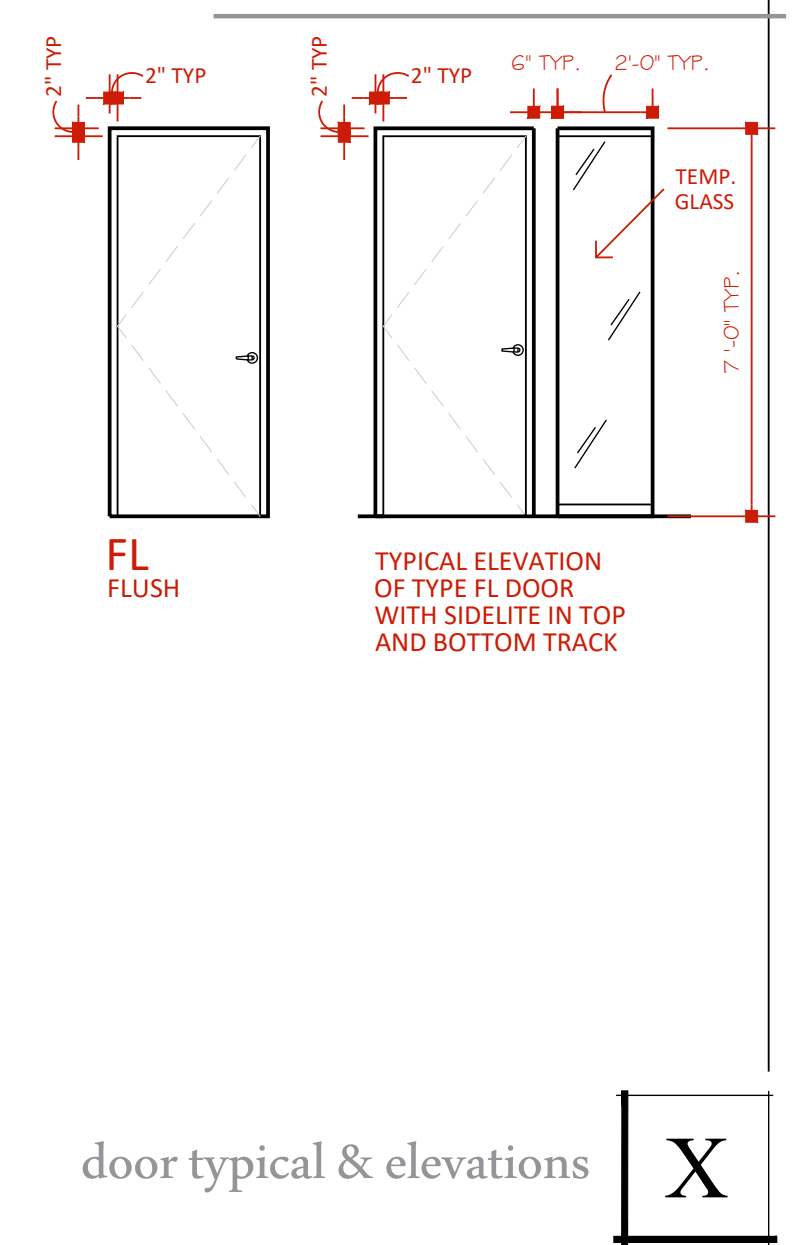 2" TYP
2" TYP
2" TYP
2" TYP
6" TYP.
2'-0" TYP.
TEMP.
GLASS
7'-0" TYP.
FL
FLUSH
TYPICAL ELEVATION
OF TYPE FL DOOR
WITH SIDELITE IN TOP
AND BOTTOM TRACK
door typical & elevations
X